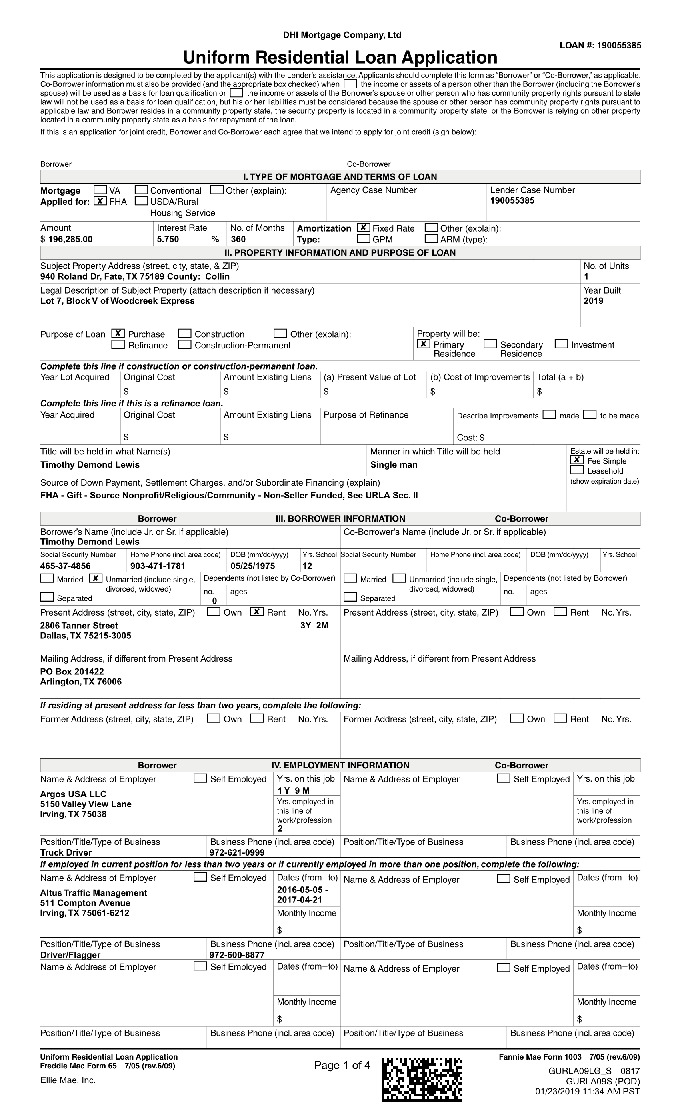 DHI Mortgage Company, Ltd
LOAN #: 190055385
Uniform Residential Loan Application
This application is designed to be completed by the applicant(s) with the Lender's assistance. Applicants should complete this form as "Borrower" or "Co-Borrower," as applicable.
Co-Borrower information must also be provided (and the appropriate box checked) when the income or assets of a person other than the Borrower (including the Borrower's
spouse) will be used as a basis for loan qualification or the income or assets of the Borrower's spouse or other person who has community property rights pursuant to state
law will not be used as a basis for loan qualification, but his or her liabilities must be considered because the spouse or other person has community property rights pursuant to
applicable law and Borrower resides in a community property state, the security property is located in a community property state, or the Borrower is relying on other property
located in a community property state as a basis for repayment of the loan.
If this is an application for joint credit, Borrower and Co-Borrower each agree that we intend to apply for joint credit (sign below):
Borrower Co-Borrower
I. TYPE OF MORTGAGE AND TERMS OF LOAN
Mortgage VA Conventional Other (explain): Agency Case Number Lender Case Number
Applied for: X FHA USDA/Rural 190055385
Housing Service
Amount Interest Rate No. of Months Amortization X Fixed Rate Other (explain):
$ 196,285.00 5.750 % 360 Type: GPM ARM (type):
II. PROPERTY INFORMATION AND PURPOSE OF LOAN
Subject Property Address (street, city, state, & ZIP) No. of Units
940 Roland Dr, Fate, TX 75189 County: Collin 1
Legal Description of Subject Property (attach description if necessary) Year Built
Lot 7, Block V of Woodcreek Express 2019
Purpose of Loan X Purchase Construction Other (explain): Property will be:
Refinance Construction-Permanent X Primary Residence Secondary Residence Investment
Complete this line if construction or construction-permanent loan.
Year Lot Acquired Original Cost Amount Existing Liens (a) Present Value of Lot (b) Cost of Improvements Total (a + b)
$ $ $ $ $
Complete this line if this is a refinance loan.
Year Acquired Original Cost Amount Existing Liens Purpose of Refinance Describe Improvements made to be made
$ $ Cost: $
Title will be held in what Name(s) Manner in which Title will be held Estate will be held in:
Timothy Demond Lewis Single man X Fee Simple
Leasehold
Source of Down Payment, Settlement Charges, and/or Subordinate Financing (explain) (show expiration date)
FHA - Gift - Source Nonprofit/Religious/Community - Non-Seller Funded, See URLA Sec. II
Borrower III. BORROWER INFORMATION Co-Borrower
Borrower's Name (include Jr. or Sr. if applicable) Co-Borrower's Name (include Jr. or Sr. if applicable)
Timothy Demond Lewis
Social Security Number Home Phone (incl. area code) DOB (mm/dd/yyyy) Yrs. School Social Security Number Home Phone (incl. area code) DOB (mm/dd/yyyy) Yrs. School
465-37-4856 903-471-1781 05/25/1975 12
Married X Unmarried (include single, Dependents (not listed by Co-Borrower) Married Unmarried (include single, Dependents (not listed by Borrower)
Separated divorced, widowed) no. ages Separated divorced, widowed) no. ages
0
Present Address (street, city, state, ZIP) Own X Rent No. Yrs. Present Address (street, city, state, ZIP) Own Rent No. Yrs.
2806 Tanner Street 3Y 2M
Dallas, TX 75215-3005
Mailing Address, if different from Present Address Mailing Address, if different from Present Address
PO Box 201422
Arlington, TX 76006
If residing at present address for less than two years, complete the following:
Former Address (street, city, state, ZIP) Own Rent No. Yrs. Former Address (street, city, state, ZIP) Own Rent No. Yrs.
Borrower IV. EMPLOYMENT INFORMATION Co-Borrower
Name & Address of Employer Self Employed Yrs. on this job Name & Address of Employer Self Employed Yrs. on this job
1 Y 9 M
Argos USA LLC Yrs. employed in Yrs. employed in
5150 Valley View Lane this line of this line of
Irving, TX 75038 work/profession work/profession
2
Position/Title/Type of Business Business Phone (incl. area code) Position/Title/Type of Business Business Phone (incl. area code)
Truck Driver 972-621-0999
If employed in current position for less than two years or if currently employed in more than one position, complete the following:
Name & Address of Employer Self Employed Dates (from–to) Name & Address of Employer Self Employed Dates (from–to)
Altus Traffic Management 2016-05-05 -
511 Compton Avenue 2017-04-21
Irving, TX 75061-6212 Monthly Income Monthly Income
$ $
Position/Title/Type of Business Business Phone (incl. area code) Position/Title/Type of Business Business Phone (incl. area code)
Driver/Flagger 972-600-8877
Name & Address of Employer Self Employed Dates (from–to) Name & Address of Employer Self Employed Dates (from–to)
Monthly Income Monthly Income
$ $
Position/Title/Type of Business Business Phone (incl. area code) Position/Title/Type of Business Business Phone (incl. area code)
Uniform Residential Loan Application Fannie Mae Form 1003 7/05 (rev.6/09)
Freddie Mac Form 65 7/05 (rev.6/09) Page 1 of 4
GURLA09LG_S 0817
Ellie Mae, Inc. GURLA09S (POD)
01/23/2019 11:34 AM PST